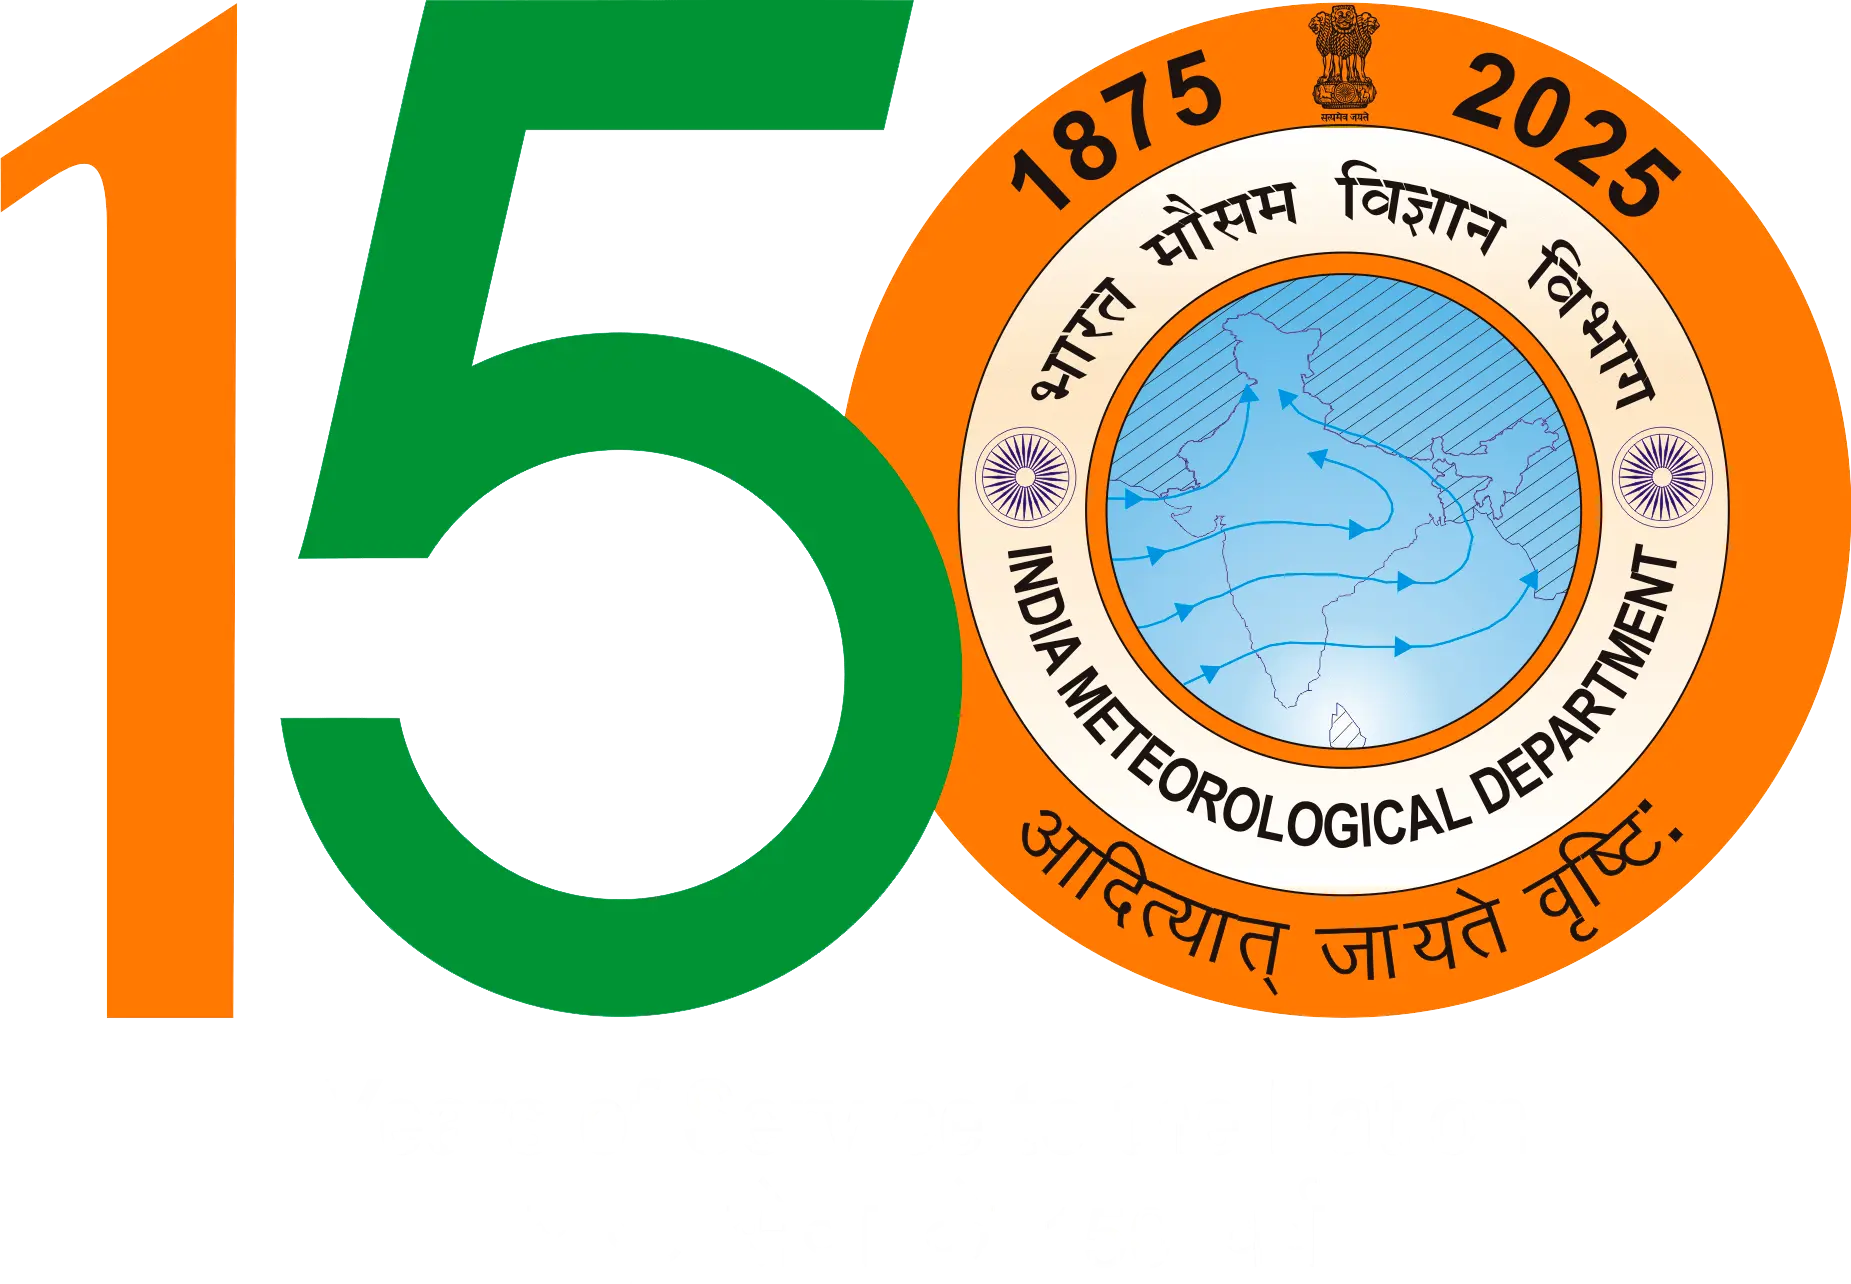 150
1875 2025
सत्यमेव जयते
भारत मौसम विज्ञान विभाग
INDIA METEOROLOGICAL DEPARTMENT
आदित्यात् जायते वृष्टिः